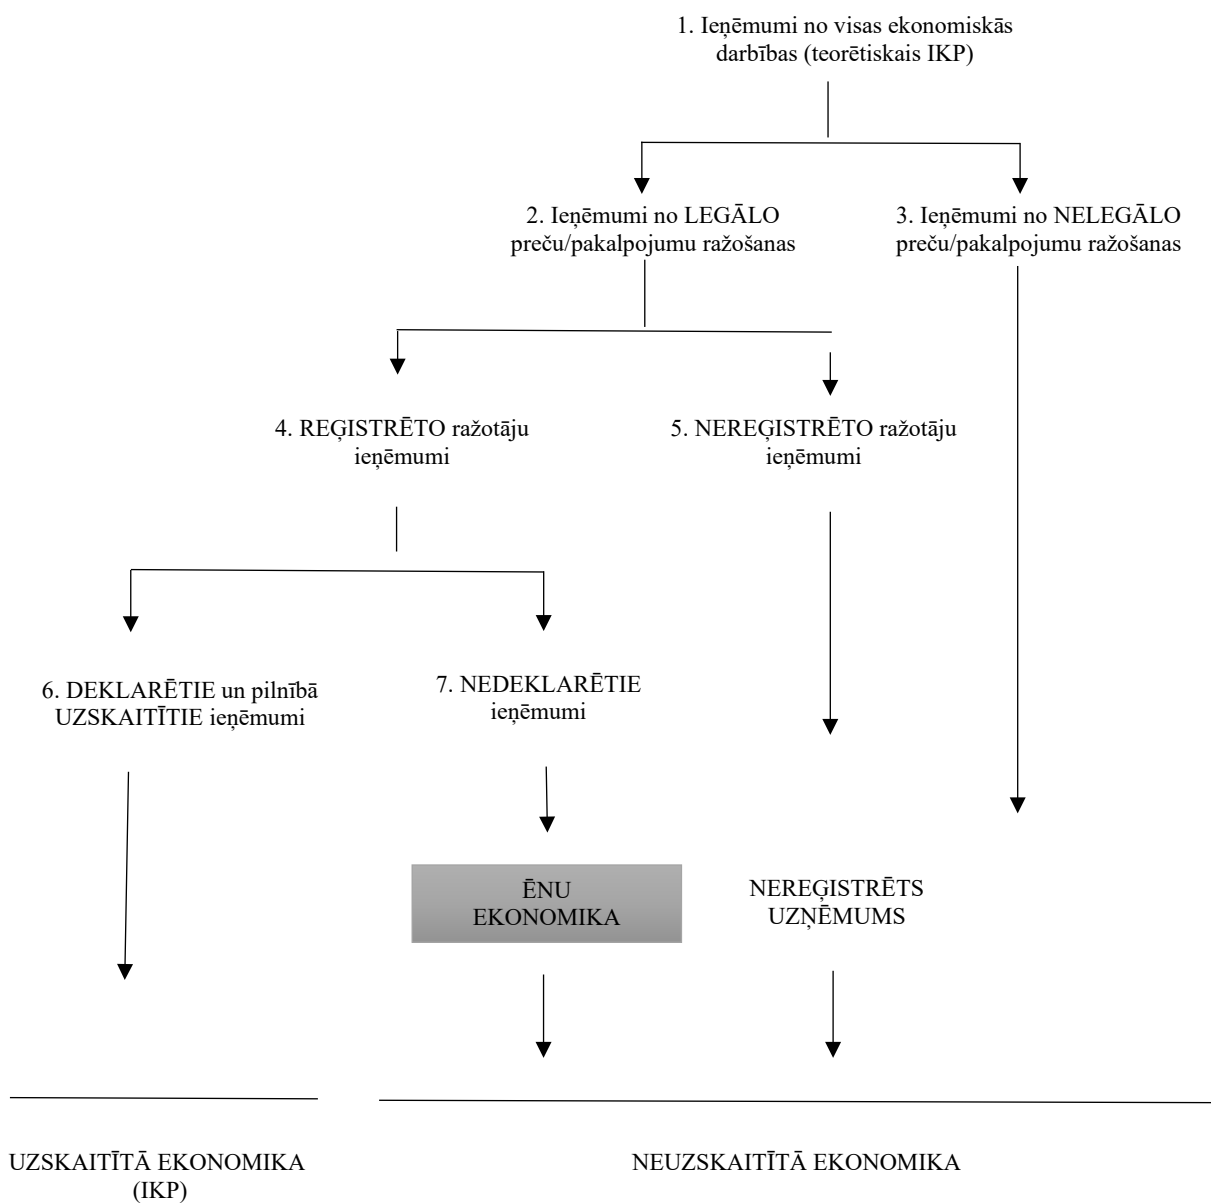 1. Ieņēmumi no visas ekonomiskās
darbības (teorētiskais IKP)
2. Ieņēmumi no LEGĀLO
preču/pakalpojumu ražošanas
3. Ieņēmumi no NELEGĀLO
preču/pakalpojumu ražošanas
4. REĢISTRĒTO ražotāju
ieņēmumi
5. NEREĢISTRĒTO ražotāju
ieņēmumi
6. DEKLARĒTIE un pilnībā
UZSKAITĪTIE ieņēmumi
7. NEDEKLARĒTIE
ieņēmumi
ĒNU
EKONOMIKA
NEREĢISTRĒTS
UZŅĒMUMS
UZSKAITĪTĀ EKONOMIKA
(IKP)
NEUZSKAITĪTĀ EKONOMIKA